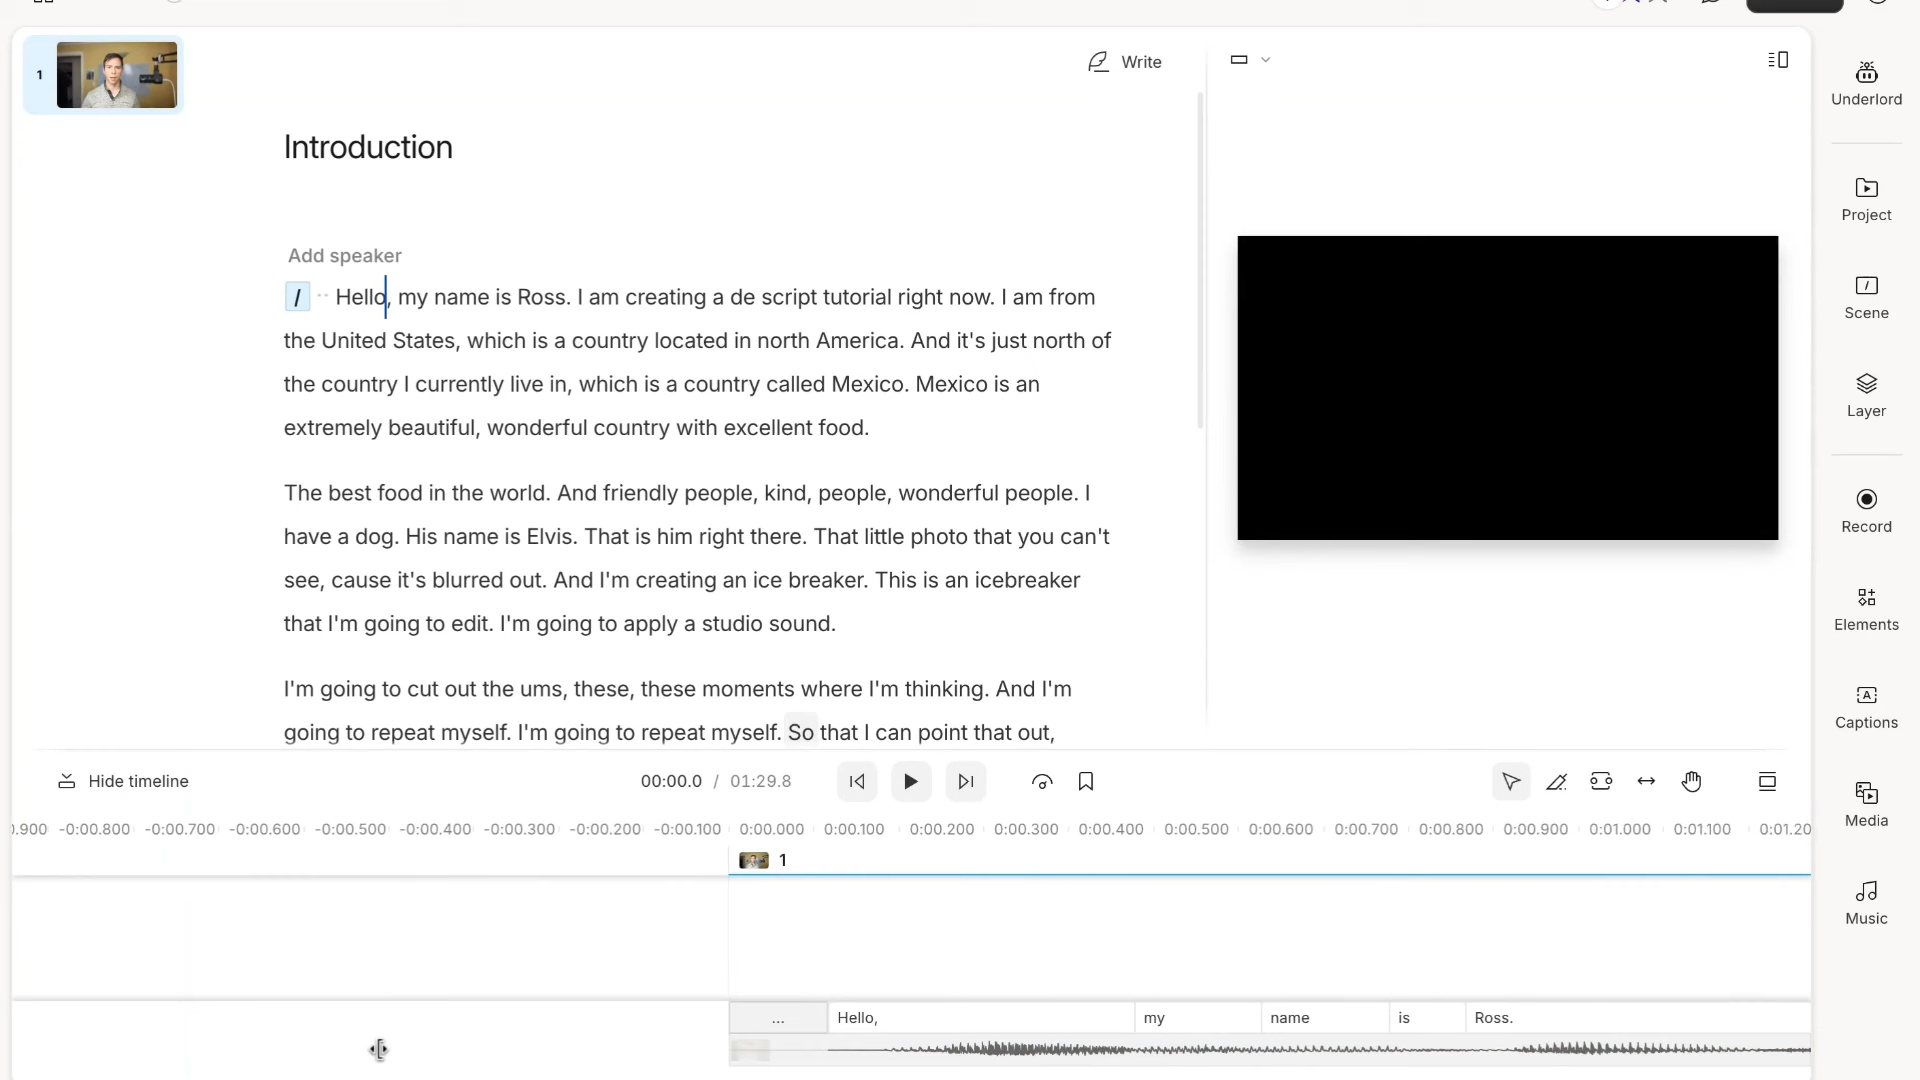 1
Write
Introduction
Add speaker
/ Hello, my name is Ross. I am creating a de script tutorial right now. I am from
the United States, which is a country located in north America. And it's just north of
the country I currently live in, which is a country called Mexico. Mexico is an
extremely beautiful, wonderful country with excellent food.
The best food in the world. And friendly people, kind, people, wonderful people. I
have a dog. His name is Elvis. That is him right there. That little photo that you can't
see, cause it's blurred out. And I'm creating an ice breaker. This is an icebreaker
that I'm going to edit. I'm going to apply a studio sound.
I'm going to cut out the ums, these, these moments where I'm thinking. And I'm
going to repeat myself. I'm going to repeat myself. So that I can point that out,
Underlord
Project
Scene
Layer
Record
Elements
Captions
Media
Music
Hide timeline
00:00.0 / 01:29.8
0.900 -0:00.800 -0:00.700 -0:00.600 -0:00.500 -0:00.400 -0:00.300 -0:00.200 -0:00.100 0:00.000 0:00.100 0:00.200 0:00.300 0:00.400 0:00.500 0:00.600 0:00.700 0:00.800 0:00.900 0:01.000 0:01.100 0:01.20
1
... Hello, my name is Ross.